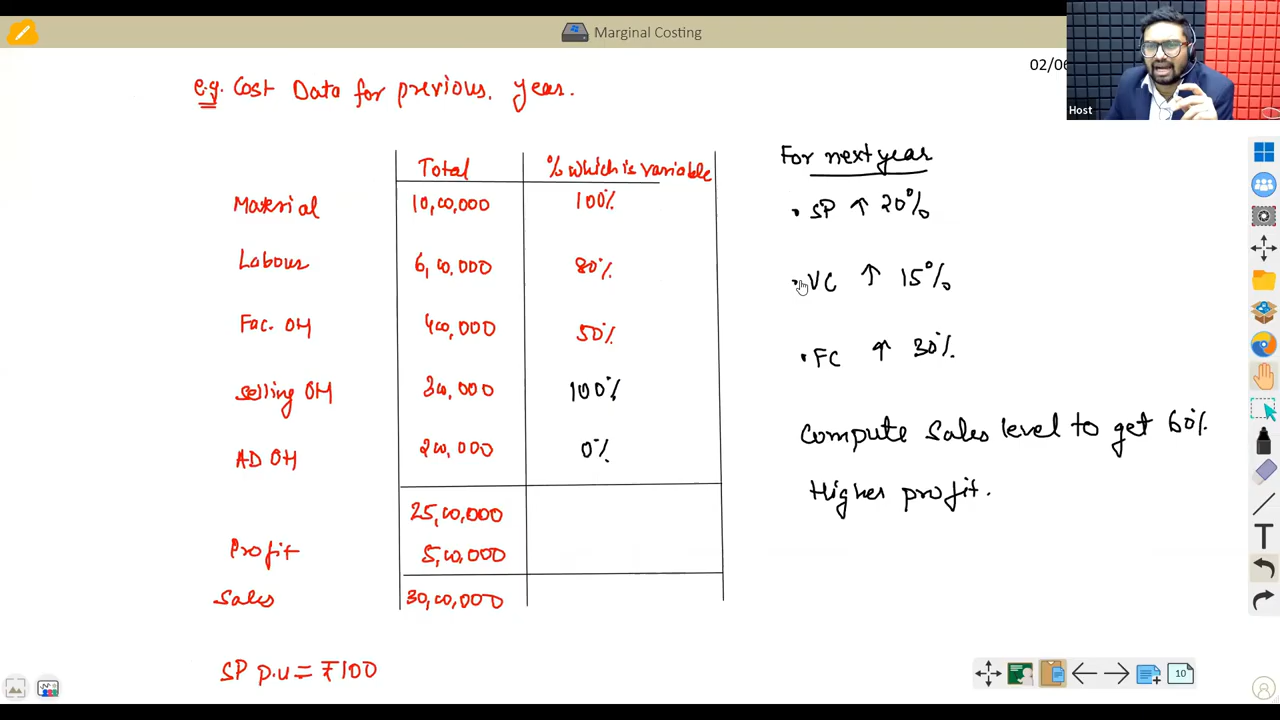 Marginal Costing
02/06
Host
e.g. Cost Data for previous year.
Total % which is variable
Material 10,00,000 100%
Labour 6,00,000 80%
Fac. OH 4,00,000 50%
Selling OH 3,00,000 100%
AD OH 2,00,000 0%
25,00,000
Profit 5,00,000
Sales 30,00,000
SP p.u = ₹100
For next year
• SP ↑ 20%
• VC ↑ 15%
• FC ↑ 30%
Compute Sales level to get 60%
Higher profit.
T
10